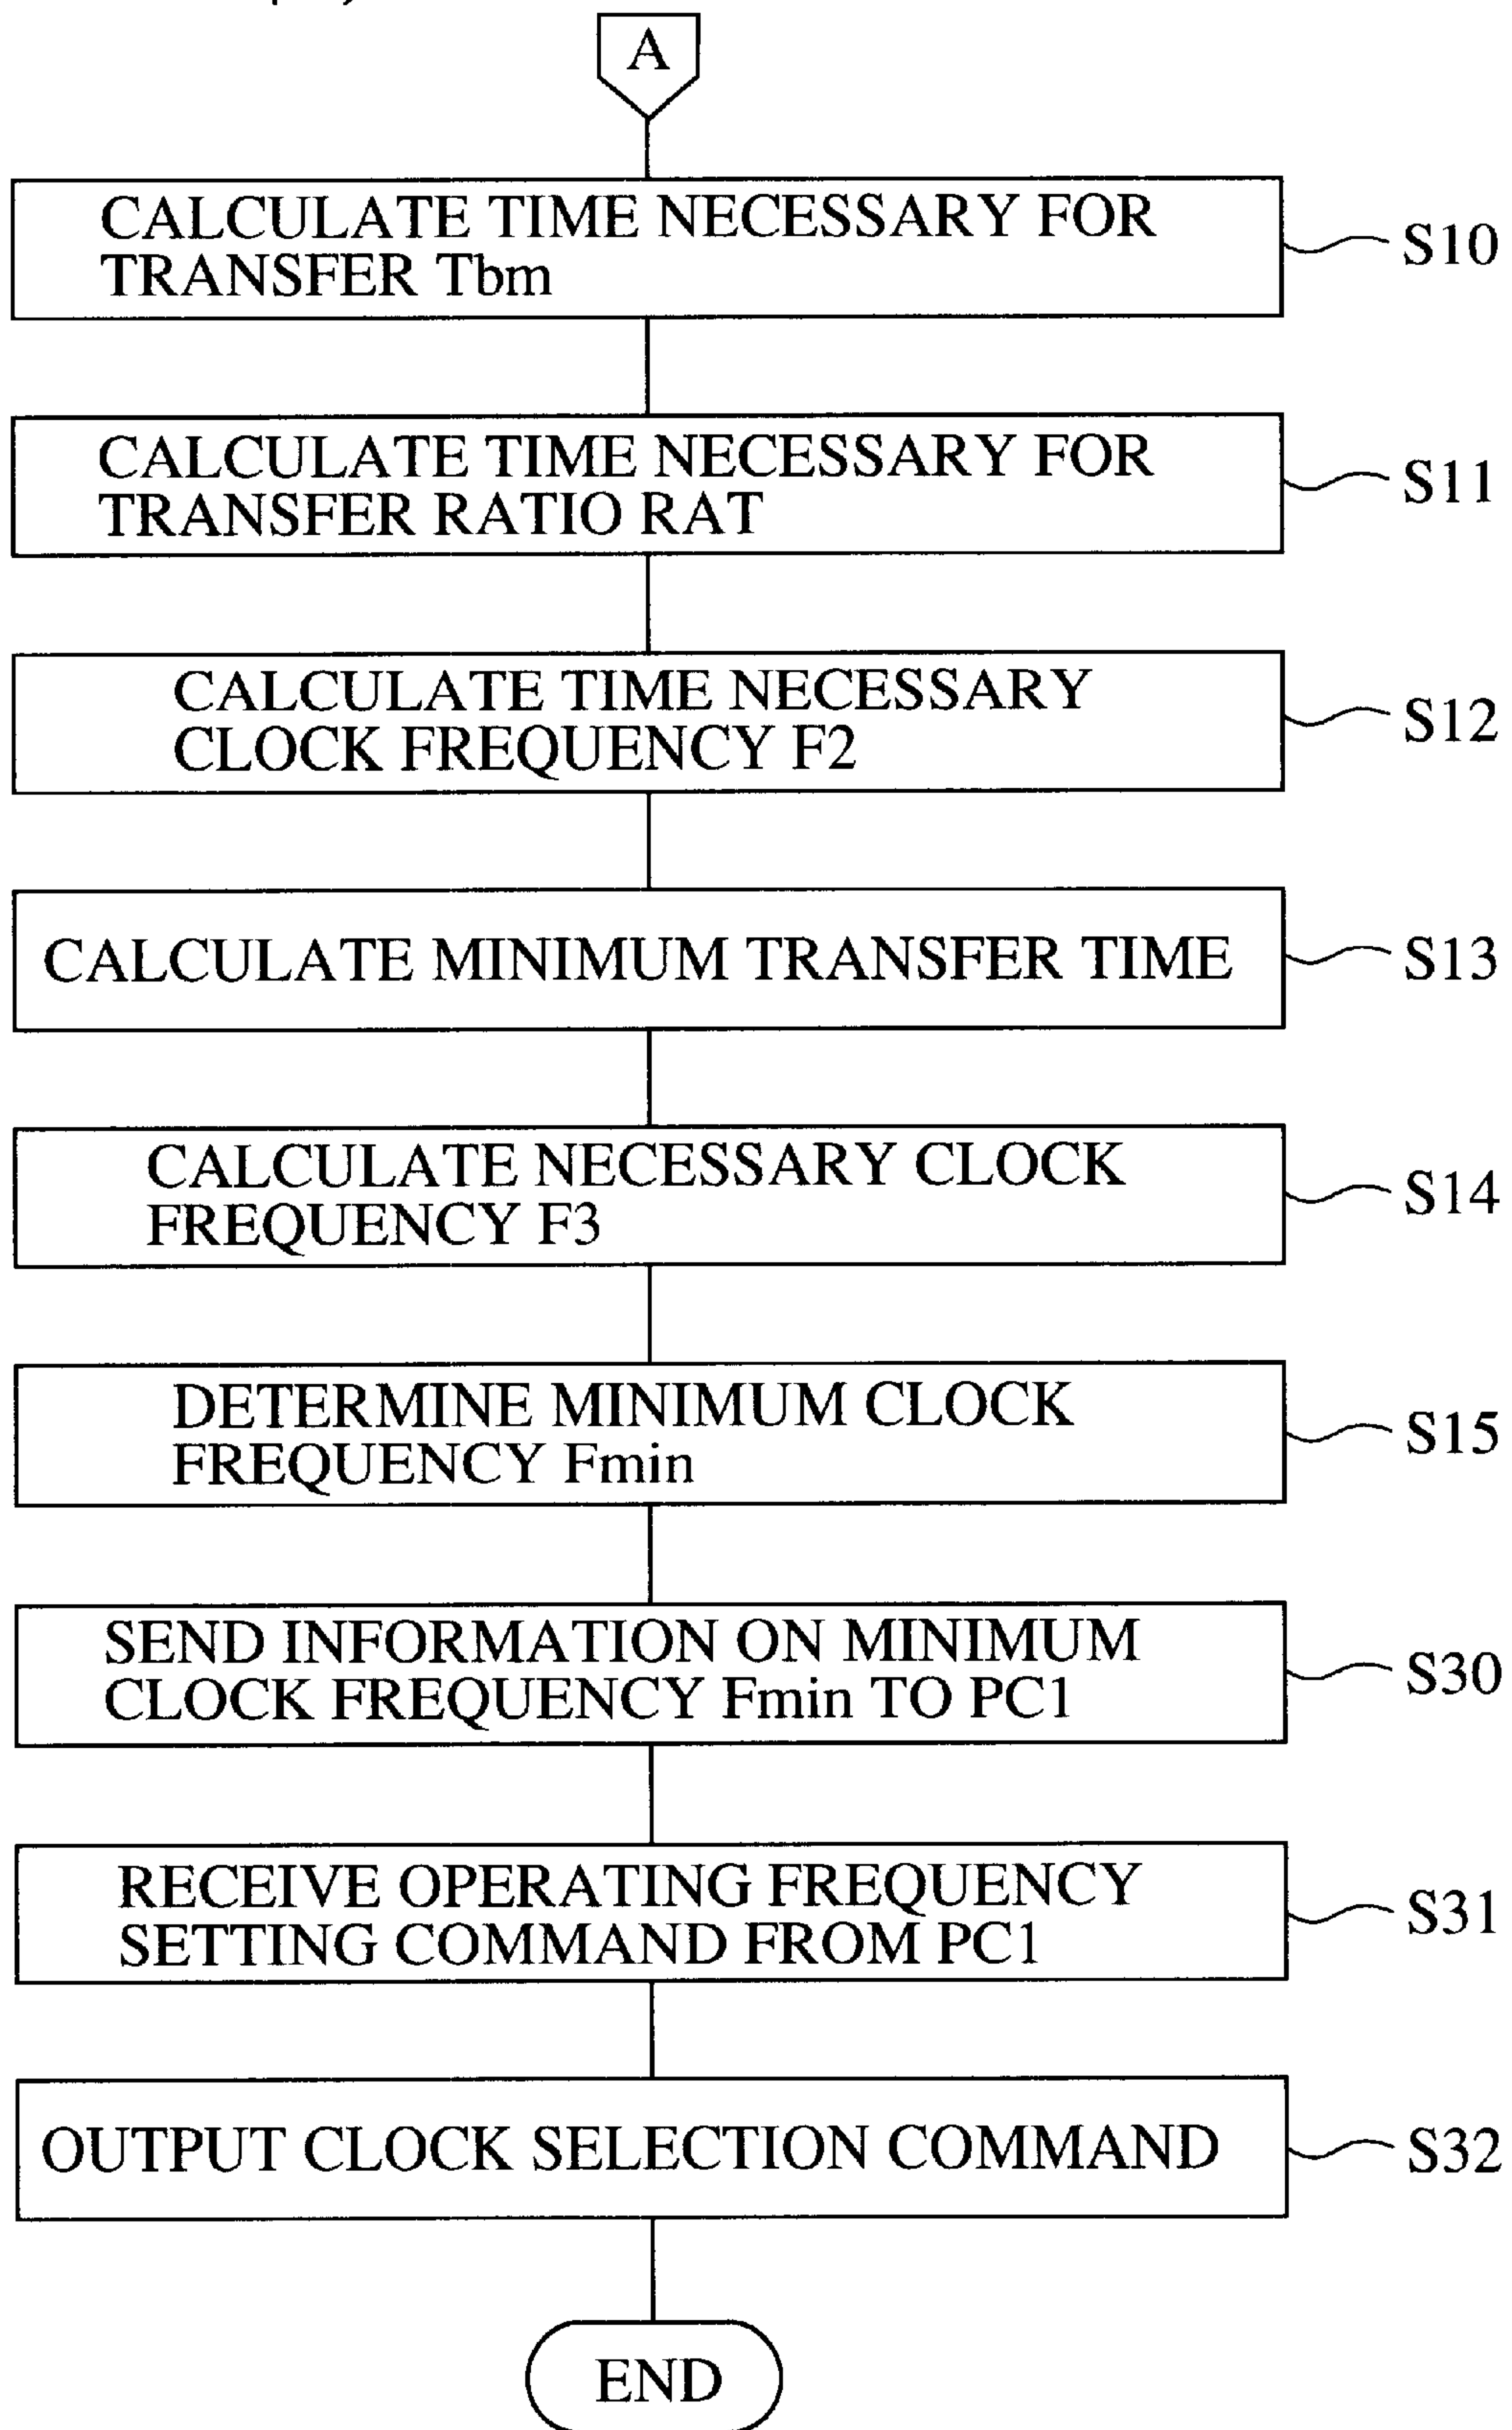 A
CALCULATE TIME NECESSARY FOR
TRANSFER Tbm
S10
CALCULATE TIME NECESSARY FOR
TRANSFER RATIO RAT
S11
CALCULATE TIME NECESSARY
CLOCK FREQUENCY F2
S12
CALCULATE MINIMUM TRANSFER TIME
S13
CALCULATE NECESSARY CLOCK
FREQUENCY F3
S14
DETERMINE MINIMUM CLOCK
FREQUENCY Fmin
S15
SEND INFORMATION ON MINIMUM
CLOCK FREQUENCY Fmin TO PC1
S30
RECEIVE OPERATING FREQUENCY
SETTING COMMAND FROM PC1
S31
OUTPUT CLOCK SELECTION COMMAND
S32
END